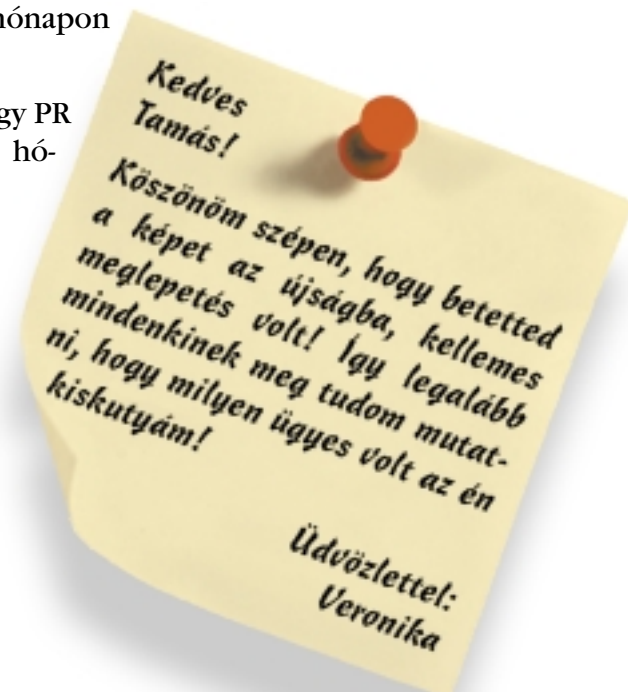 hónapon
gy PR
hó-
Kedves
Tamás!
Köszönöm szépen, hogy betetted
a képet az újságba, kellemes
meglepetés volt! Így legalább
mindenkinek meg tudom mutat-
ni, hogy milyen ügyes volt az én
kiskutyám!
Üdvözlettel:
Veronika